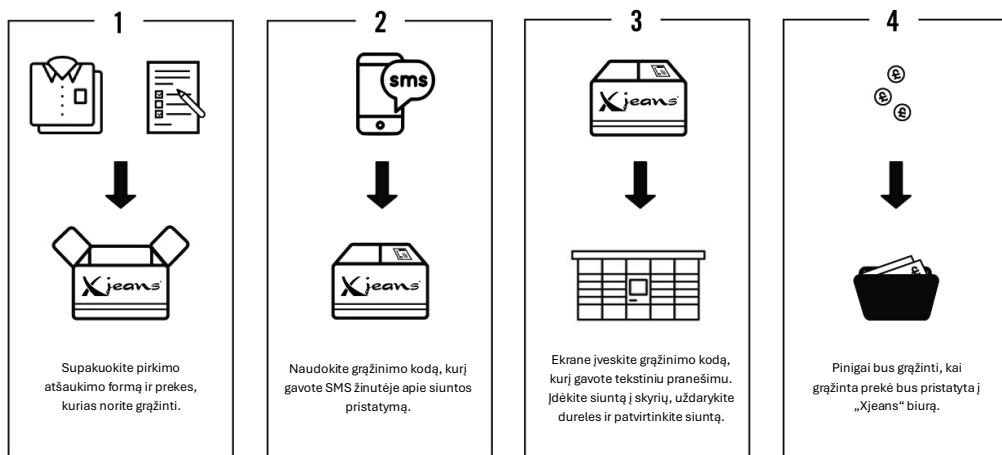 1
Xjeans
Supakuokite pirkimo
atšaukimo formą ir prekes,
kurias norite grąžinti.
2
sms
Xjeans
Naudokite grąžinimo kodą, kurį
gavote SMS žinutėje apie siuntos
pristatymą.
3
Xjeans
Ekrane įveskite grąžinimo kodą,
kurį gavote tekstiniu pranešimu.
Įdėkite siuntą į skyrių, uždarykite
dureles ir patvirtinkite siuntą.
4
£
£
£
Pinigai bus grąžinti, kai
grąžinta prekė bus pristatyta į
„Xjeans“ biurą.